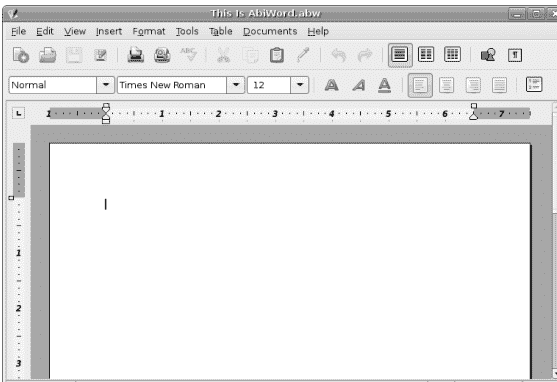 This Is AbiWord.abw
File Edit View Insert Format Tools Table Documents Help
Normal Times New Roman 12
1 1 2 3 4 5 6 7
1
2
3